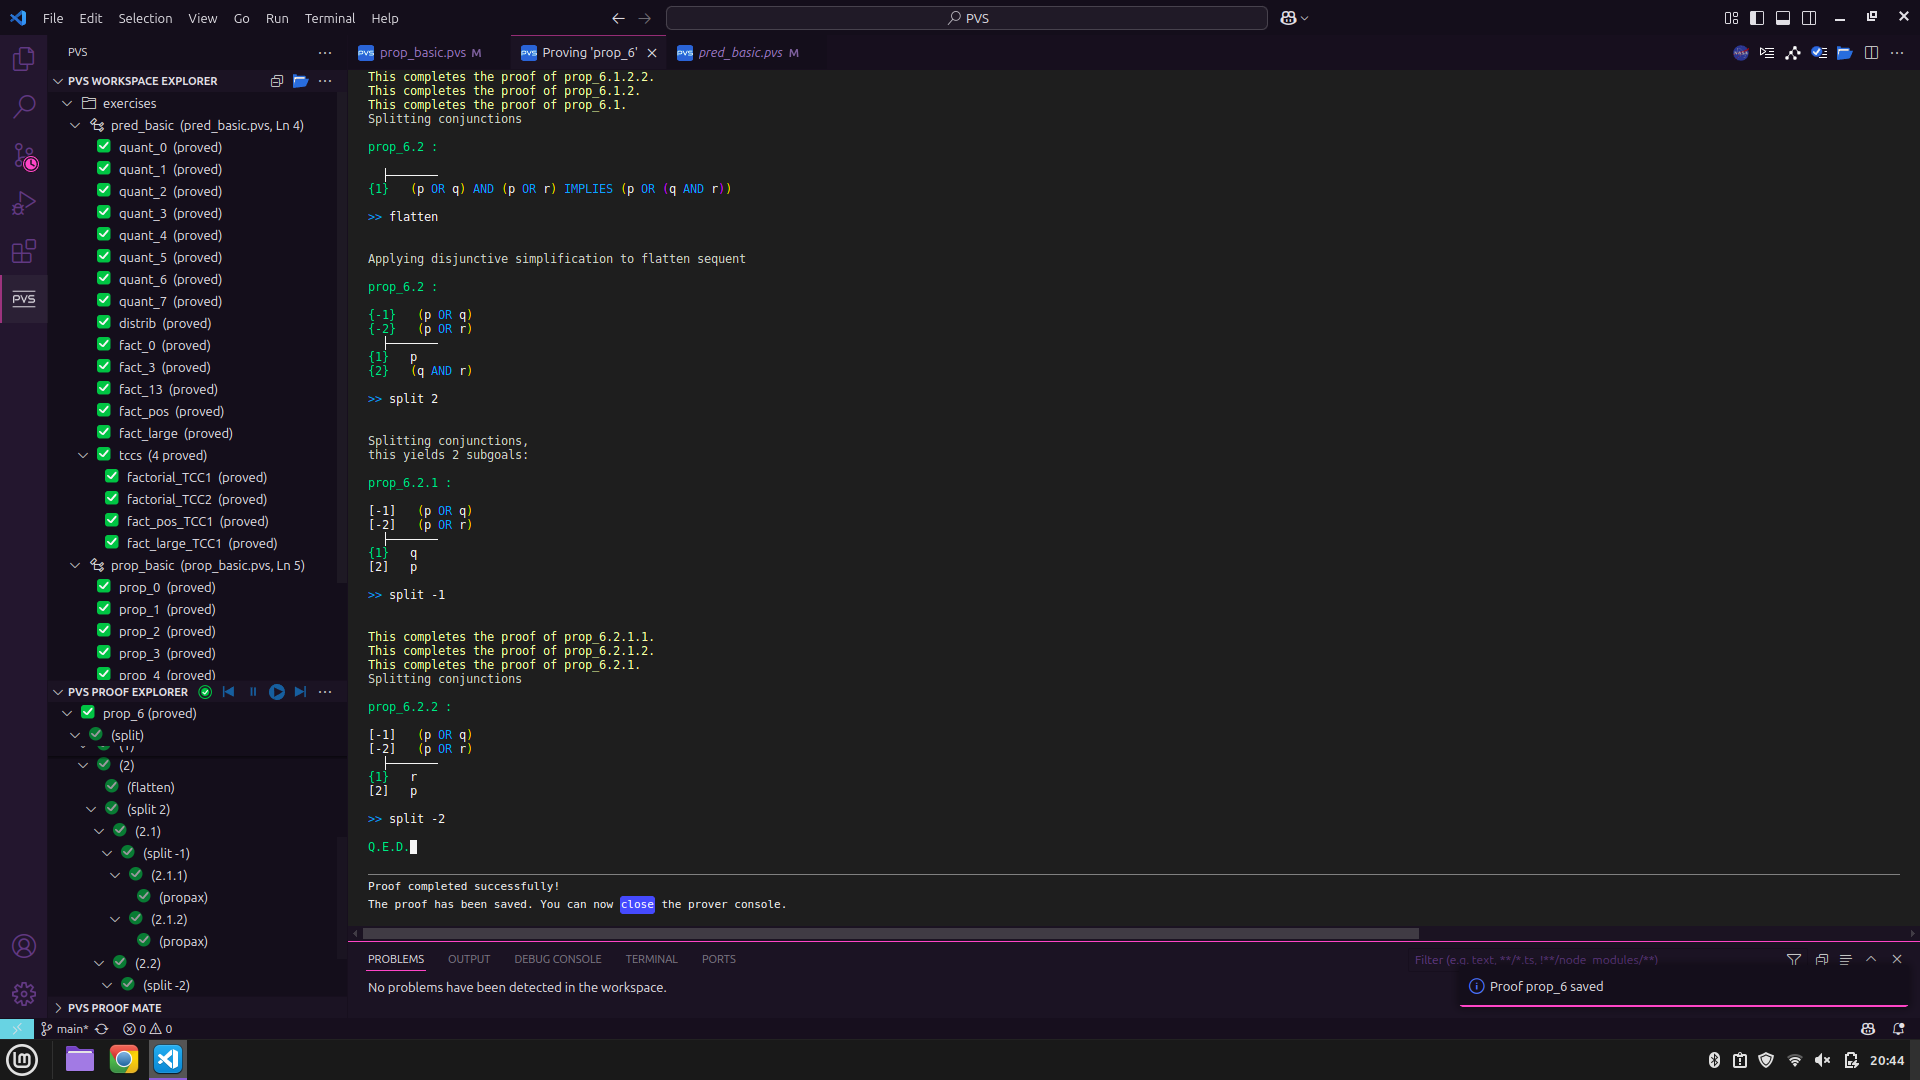 File Edit Selection View Go Run Terminal Help
PVS
PVS
prop_basic.pvs M
Proving 'prop_6'
pred_basic.pvs M
PVS WORKSPACE EXPLORER
exercises
pred_basic (pred_basic.pvs, Ln 4)
quant_0 (proved)
quant_1 (proved)
quant_2 (proved)
quant_3 (proved)
quant_4 (proved)
quant_5 (proved)
quant_6 (proved)
quant_7 (proved)
distrib (proved)
fact_0 (proved)
fact_3 (proved)
fact_13 (proved)
fact_pos (proved)
fact_large (proved)
tccs (4 proved)
factorial_TCC1 (proved)
factorial_TCC2 (proved)
fact_pos_TCC1 (proved)
fact_large_TCC1 (proved)
prop_basic (prop_basic.pvs, Ln 5)
prop_0 (proved)
prop_1 (proved)
prop_2 (proved)
prop_3 (proved)
prop_4 (proved)
PVS PROOF EXPLORER
prop_6 (proved)
(split)
(1)
(2)
(flatten)
(split 2)
(2.1)
(split -1)
(2.1.1)
(propax)
(2.1.2)
(propax)
(2.2)
(split -2)
PVS PROOF MATE
This completes the proof of prop_6.1.2.2.
This completes the proof of prop_6.1.2.
This completes the proof of prop_6.1.
Splitting conjunctions
prop_6.2 :
{1} (p OR q) AND (p OR r) IMPLIES (p OR (q AND r))
>> flatten
Applying disjunctive simplification to flatten sequent
prop_6.2 :
{-1} (p OR q)
{-2} (p OR r)
{1} p
{2} (q AND r)
>> split 2
Splitting conjunctions,
this yields 2 subgoals:
prop_6.2.1 :
[-1] (p OR q)
[-2] (p OR r)
{1} q
[2] p
>> split -1
This completes the proof of prop_6.2.1.1.
This completes the proof of prop_6.2.1.2.
This completes the proof of prop_6.2.1.
Splitting conjunctions
prop_6.2.2 :
[-1] (p OR q)
[-2] (p OR r)
{1} r
[2] p
>> split -2
Q.E.D.
Proof completed successfully!
The proof has been saved. You can now close the prover console.
PROBLEMS OUTPUT DEBUG CONSOLE TERMINAL PORTS
Filter (e.g. text, **/*.ts, !**/node_modules/**)
No problems have been detected in the workspace.
Proof prop_6 saved
main* 0 0
20:44